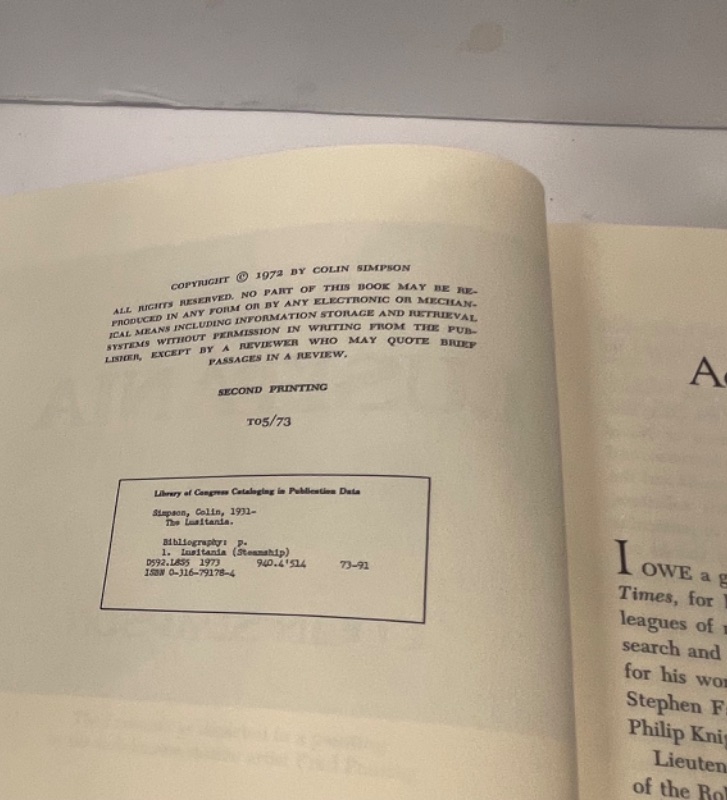 COPYRIGHT © 1972 BY COLIN SIMPSON
ALL RIGHTS RESERVED. NO PART OF THIS BOOK MAY BE RE-
PRODUCED IN ANY FORM OR BY ANY ELECTRONIC OR MECHAN-
ICAL MEANS INCLUDING INFORMATION STORAGE AND RETRIEVAL
SYSTEMS WITHOUT PERMISSION IN WRITING FROM THE PUB-
LISHER, EXCEPT BY A REVIEWER WHO MAY QUOTE BRIEF
PASSAGES IN A REVIEW.
SECOND PRINTING
T05/73
Library of Congress Cataloging in Publication Data
Simpson, Colin, 1931-
The Lusitania.
Bibliography: p.
1. Lusitania (Steamship)
D592.L8S5 1973 940.4'514 73-91
ISBN 0-316-79178-4
I OWE a
Times, for
leagues of
search and
for his
Stephen F
Philip
Lieuten
of the